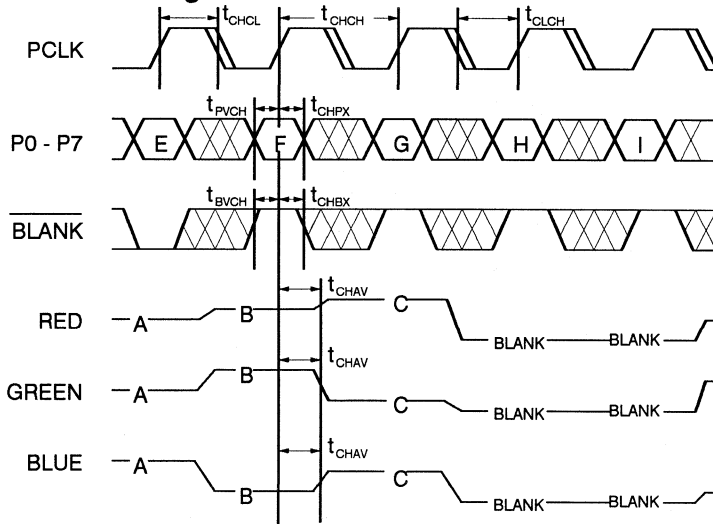 tCHCL tCHCH tCLCH
PCLK
tPVCH tCHPX
P0 - P7 E F G H I
tBVCH tCHBX
BLANK
tCHAV
RED A B C BLANK BLANK
tCHAV
GREEN A B C BLANK BLANK
tCHAV
BLUE A B C BLANK BLANK